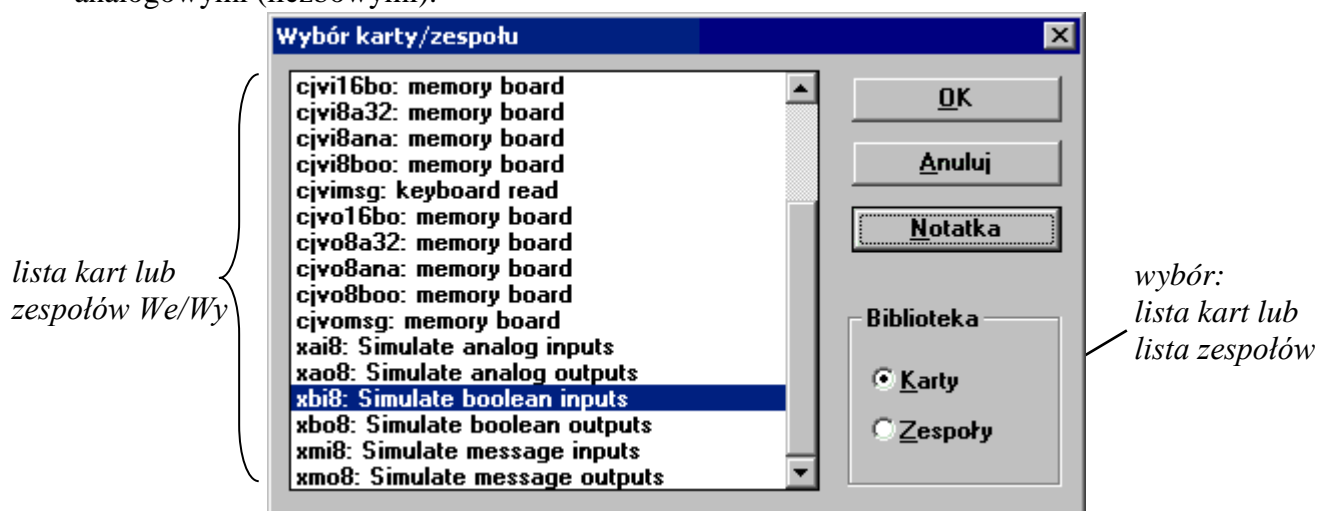 analogowymi (liczbowymi).
Wybór karty/zespołu
cjvi16bo: memory board
cjvi8a32: memory board
cjvi8ana: memory board
cjvi8boo: memory board
cjvimsg: keyboard read
cjvo16bo: memory board
cjvo8a32: memory board
cjvo8ana: memory board
cjvo8boo: memory board
cjvomsg: memory board
xai8: Simulate analog inputs
xao8: Simulate analog outputs
xbi8: Simulate boolean inputs
xbo8: Simulate boolean outputs
xmi8: Simulate message inputs
xmo8: Simulate message outputs
OK
Anuluj
Notatka
Biblioteka
Karty
Zespoły
lista kart lub
zespołów We/Wy
wybór:
lista kart lub
lista zespołów